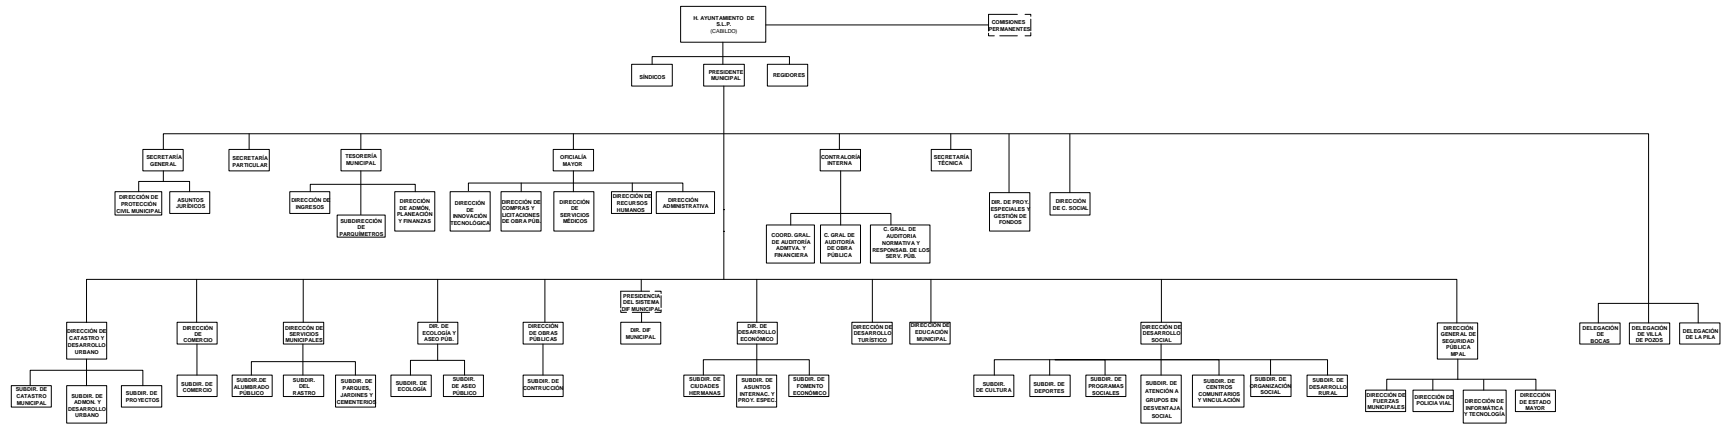 H. AYUNTAMIENTO DE
S.L.P.
(CABILDO)
COMISIONES
PERMANENTES
SÍNDICOS
PRESIDENTE
MUNICIPAL
REGIDORES
SECRETARÍA
GENERAL
SECRETARÍA
PARTICULAR
TESORERÍA
MUNICIPAL
OFICIALÍA
MAYOR
CONTRALORÍA
INTERNA
SECRETARÍA
TÉCNICA
DIRECCIÓN DE
PROTECCIÓN
CIVIL MUNICIPAL
ASUNTOS
JURÍDICOS
DIRECCIÓN DE
INGRESOS
SUBDIRECCIÓN
DE
PARQUÍMETROS
DIRECCIÓN
DE ADMÓN,
PLANEACIÓN
Y FINANZAS
DIRECCIÓN
DE
INNOVACIÓN
TECNOLÓGICA
DIRECCIÓN DE
COMPRAS Y
LICITACIONES
DE OBRA PÚB.
DIRECCIÓN
DE
SERVICIOS
MÉDICOS
DIRECCIÓN DE
RECURSOS
HUMANOS
DIRECCIÓN
ADMINISTRATIVA
COORD. GRAL.
DE AUDITORÍA
ADMTVA. Y
FINANCIERA
C. GRAL DE
AUDITORÍA
DE OBRA
PÚBLICA
C. GRAL. DE
AUDITORIA
NORMATIVA Y
RESPONSAB. DE LOS
SERV. PÚB.
DIR. DE PROY.
ESPECIALES Y
GESTIÓN DE
FONDOS
DIRECCIÓN
DE C. SOCIAL
DIRECCIÓN DE
CATASTRO Y
DESARROLLO
URBANO
DIRECCIÓN
DE
COMERCIO
DIRECCIÓN DE
SERVICIOS
MUNICIPALES
DIR. DE
ECOLOGÍA Y
ASEO PÚB.
DIRECCIÓN
DE OBRAS
PÚBLICAS
PRESIDENCIA
DEL SISTEMA
DIF MUNICIPAL
DIR. DIF
MUNICIPAL
DIR. DE
DESARROLLO
ECONÓMICO
DIRECCIÓN DE
DESARROLLO
TURÍSTICO
DIRECCIÓN DE
EDUCACIÓN
MUNICIPAL
DIRECCIÓN DE
DESARROLLO
SOCIAL
DIRECCIÓN
GENERAL DE
SEGURIDAD
PÚBLICA
MPAL
DELEGACIÓN
DE
BOCAS
DELEGACIÓN
DE VILLA
DE POZOS
DELEGACIÓN
DE LA PILA
SUBDIR. DE
CATASTRO
MUNICIPAL
SUBDIR. DE
ADMON. Y
DESARROLLO
URBANO
SUBDIR. DE
PROYECTOS
SUBDIR. DE
COMERCIO
SUBDIR. DE
ALUMBRADO
PÚBLICO
SUBDIR.
DEL
RASTRO
SUBDIR. DE
PARQUES,
JARDINES Y
CEMENTERIOS
SUBDIR. DE
ECOLOGÍA
SUBDIR. DE
DE ASEO
PÚBLICO
SUBDIR. DE
CONTRUCCIÓN
SUBDIR. DE
CIUDADES
HERMANAS
SUBDIR. DE
ASUNTOS
INTERNAC. Y
PROY. ESPEC.
SUBDIR. DE
FOMENTO
ECONÓMICO
SUBDIR.
DE CULTURA
SUBDIR. DE
DEPORTES
SUBDIR. DE
PROGRAMAS
SOCIALES
SUBDIR. DE
ATENCIÓN A
GRUPOS EN
DESVENTAJA
SOCIAL
SUBDIR. DE
CENTROS
COMUNITARIOS
Y VINCULACIÓN
SUBDIR. DE
ORGANIZACIÓN
SOCIAL
SUBDIR. DE
DESARROLLO
RURAL
DIRECCIÓN DE
FUERZAS
MUNICIPALES
DIRECCIÓN DE
POLICIA VIAL
DIRECCIÓN DE
INFORMÁTICA
Y TECNOLOGÍA
DIRECCIÓN
DE ESTADO
MAYOR